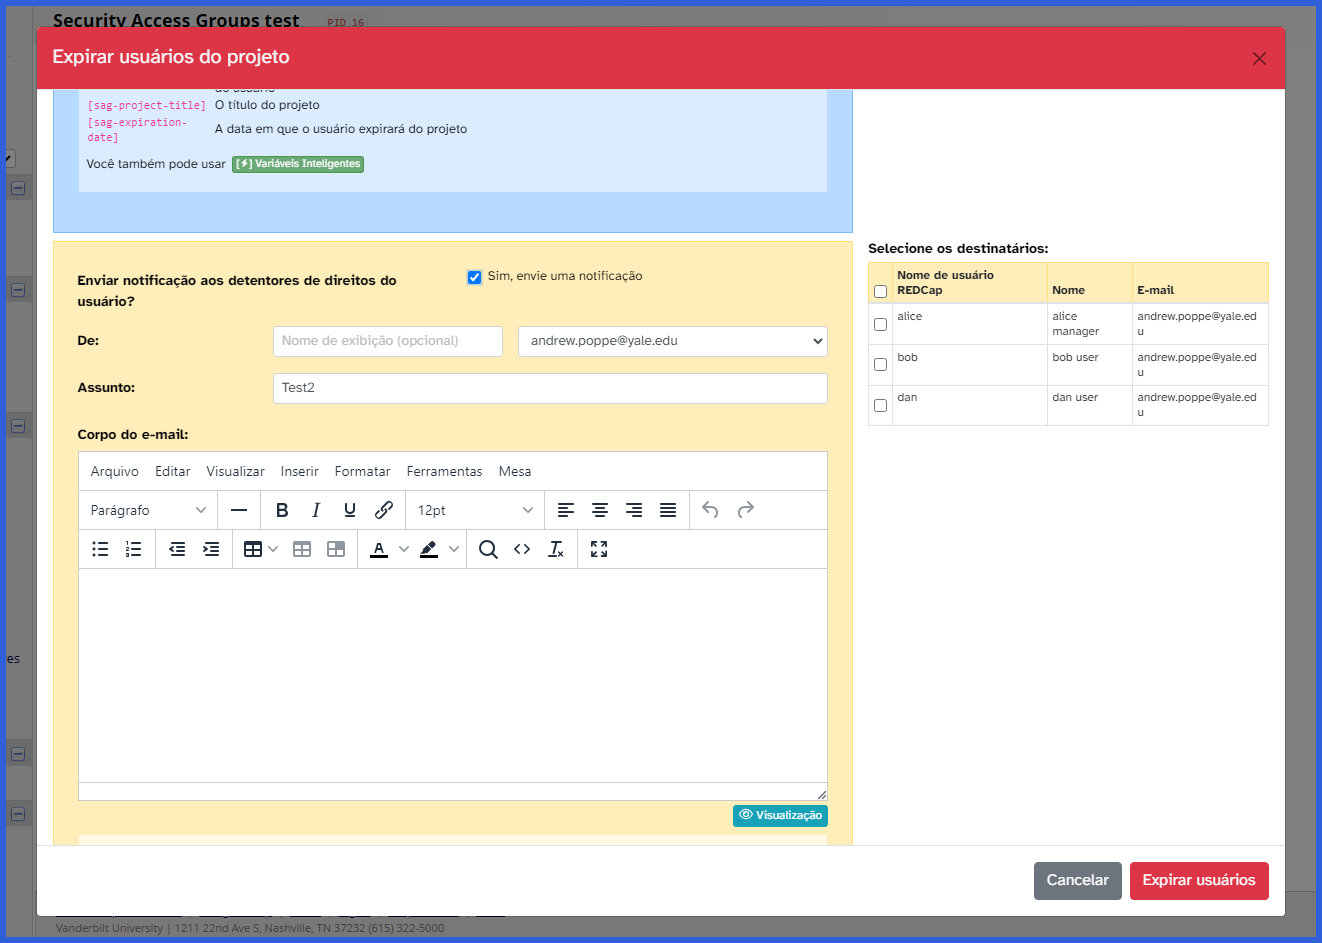 Security Access Groups test PID 16
Expirar usuários do projeto
do usuário
[sag-project-title] O título do projeto
[sag-expiration-
date] A data em que o usuário expirará do projeto
Você também pode usar Variáveis Inteligentes
Enviar notificação aos detentores de direitos do
usuário?
Sim, envie uma notificação
De: Nome de exibição (opcional) andrew.poppe@yale.edu
Assunto: Test2
Corpo do e-mail:
Arquivo Editar Visualizar Inserir Formatar Ferramentas Mesa
Parágrafo B I U 12pt
Visualização
Selecione os destinatários:
Nome de usuário
REDCap Nome E-mail
alice alice
manager andrew.poppe@yale.ed
u
bob bob user andrew.poppe@yale.ed
u
dan dan user andrew.poppe@yale.ed
u
Cancelar Expirar usuários
Vanderbilt University | 1211 22nd Ave S, Nashville, TN 37232 (615) 322-5000